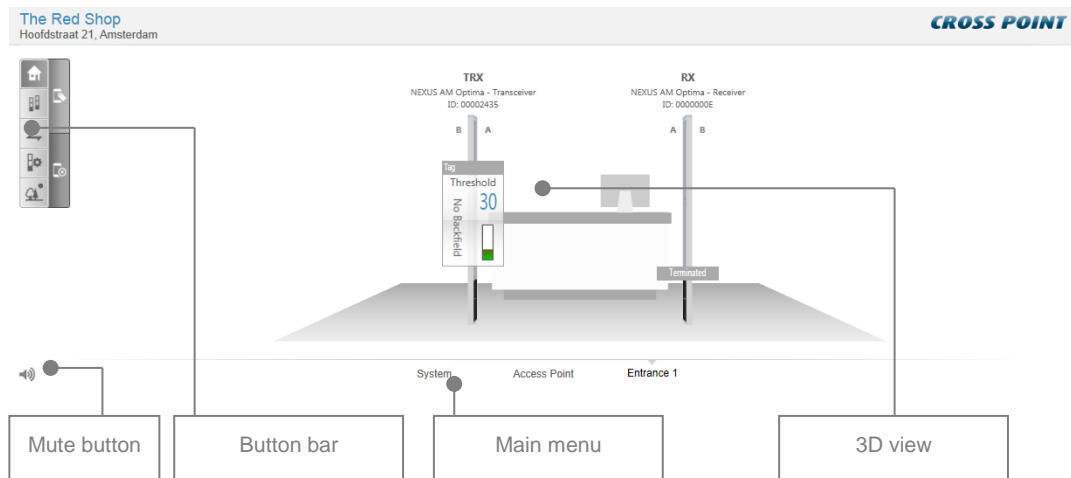 The Red Shop
Hoofdstraat 21, Amsterdam
CROSS POINT
TRX
NEXUS AM Optima - Transceiver
ID: 00002435
B A
RX
NEXUS AM Optima - Receiver
ID: 0000000E
A B
Tag
Threshold
30
No Backfield
Terminated
System
Access Point
Entrance 1
Mute button
Button bar
Main menu
3D view